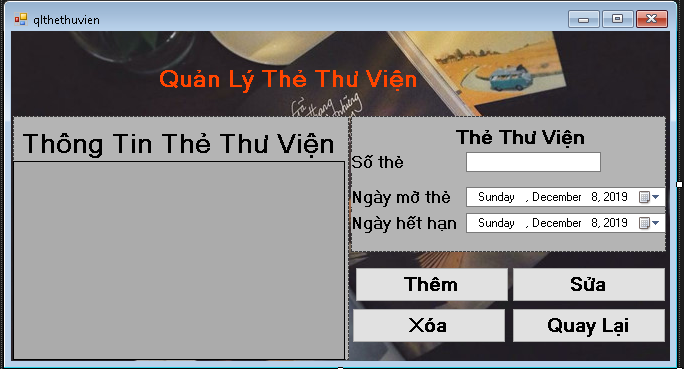 qlthethuvien
Quản Lý Thẻ Thư Viện
Thông Tin Thẻ Thư Viện
Thẻ Thư Viện
Số thẻ
Ngày mở thẻ Sunday , December 8, 2019
Ngày hết hạn Sunday , December 8, 2019
Thêm Sửa
Xóa Quay Lại